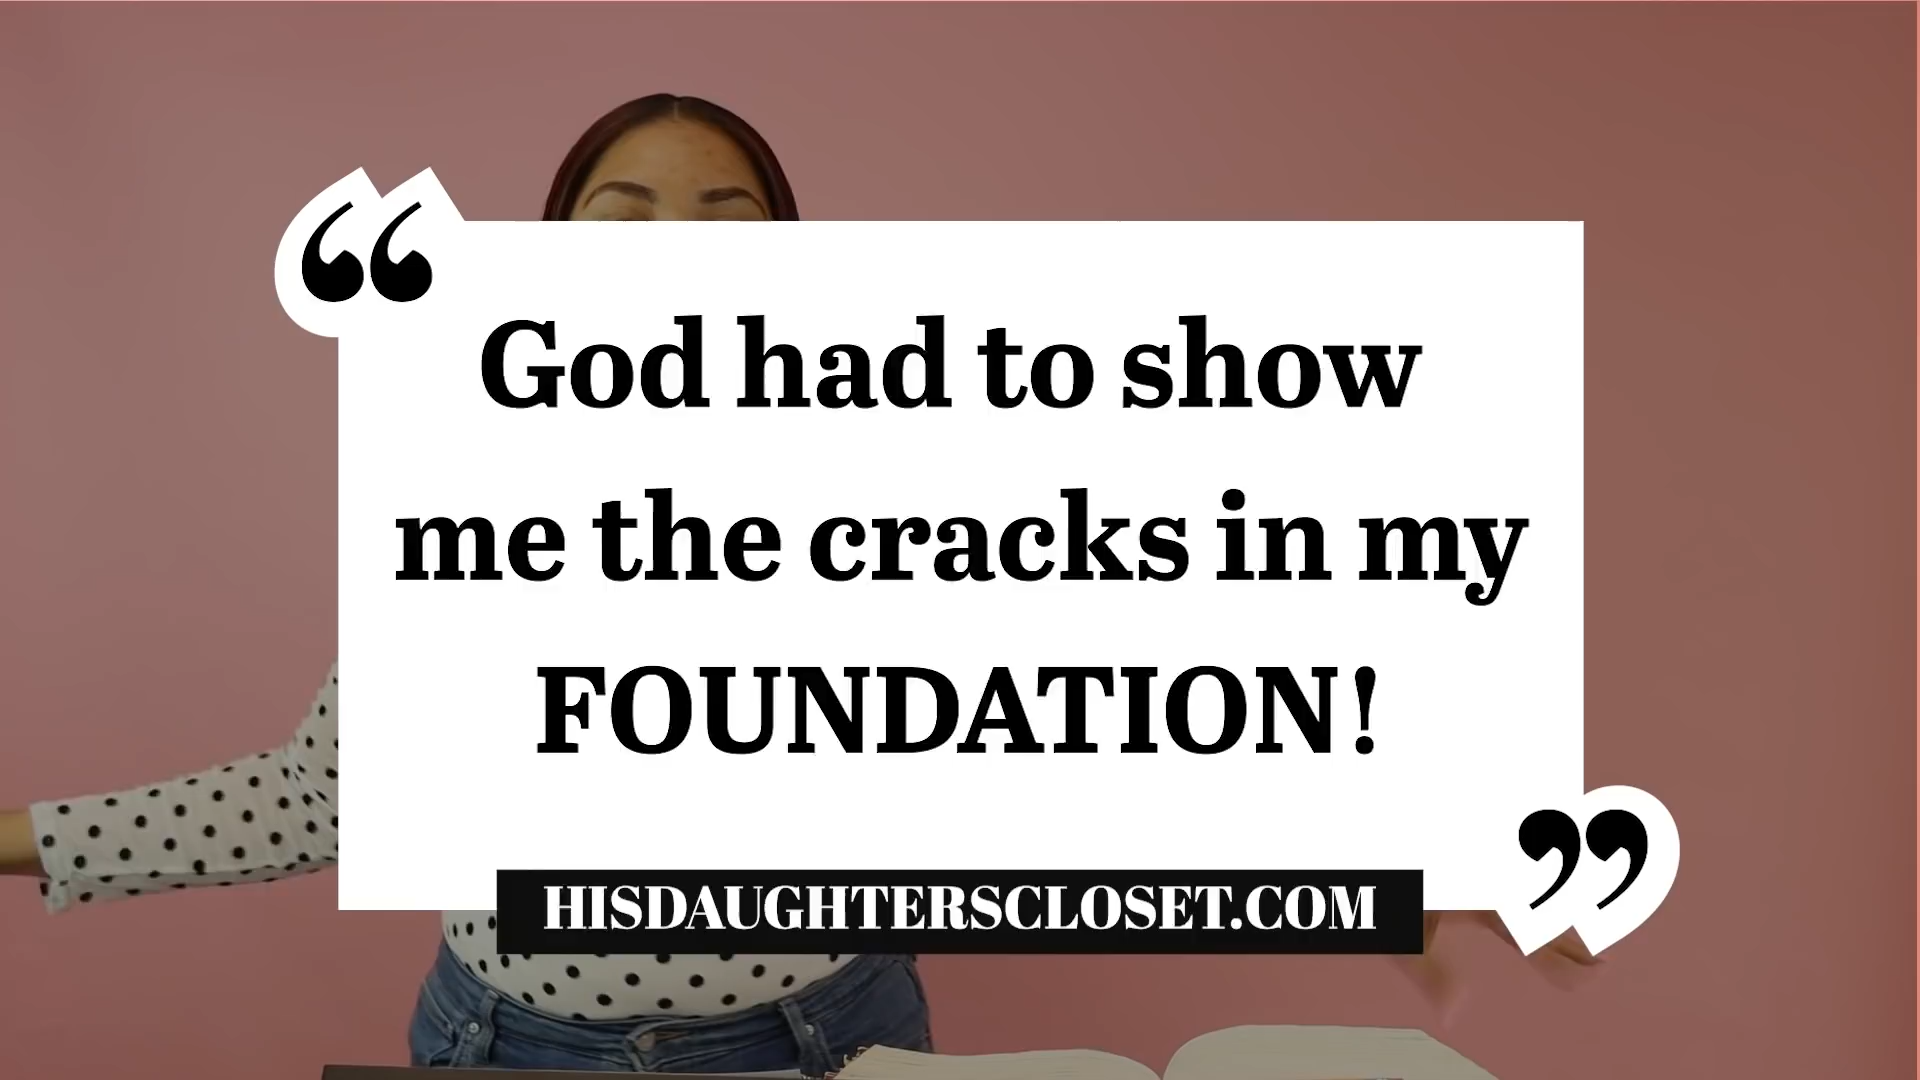 “
God had to show
me the cracks in my
FOUNDATION!
”
HISDAUGHTERSCLOSET.COM